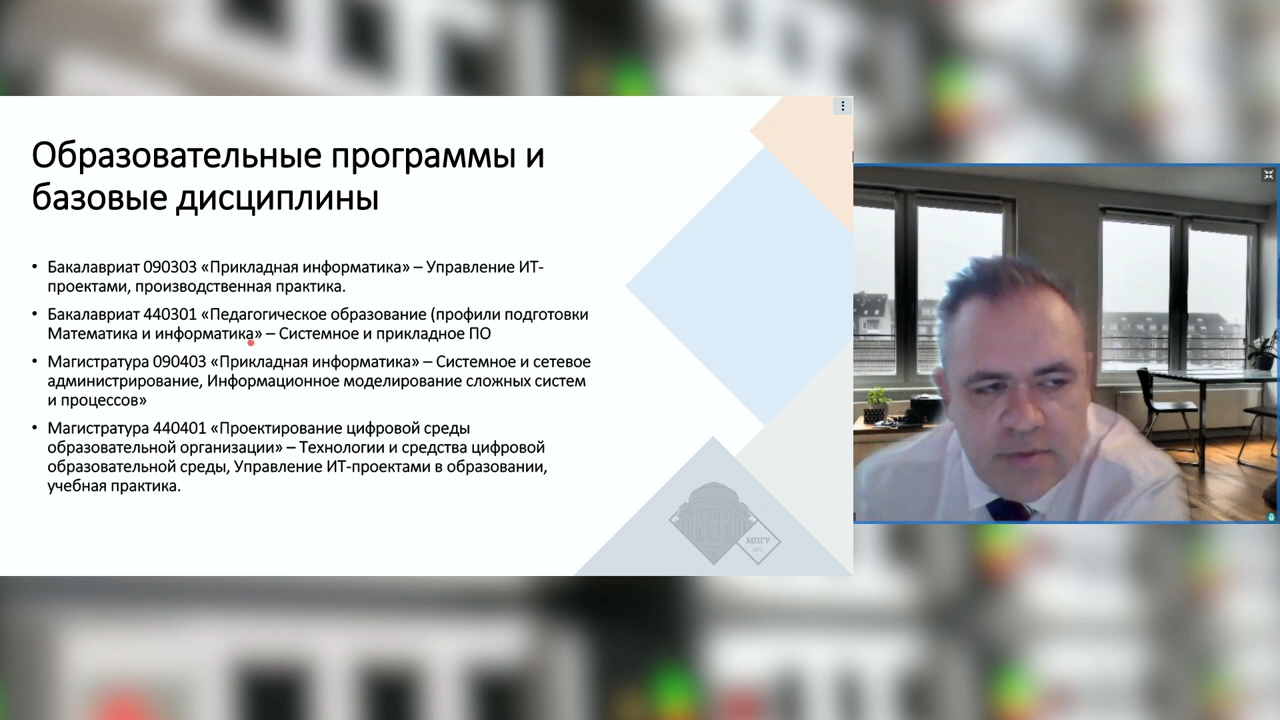 Образовательные программы и
базовые дисциплины
• Бакалавриат 090303 «Прикладная информатика» – Управление ИТ-
проектами, производственная практика.
• Бакалавриат 440301 «Педагогическое образование (профили подготовки
Математика и информатика» – Системное и прикладное ПО
• Магистратура 090403 «Прикладная информатика» – Системное и сетевое
администрирование, Информационное моделирование сложных систем
и процессов»
• Магистратура 440401 «Проектирование цифровой среды
образовательной организации» – Технологии и средства цифровой
образовательной среды, Управление ИТ-проектами в образовании,
учебная практика.
МПГУ